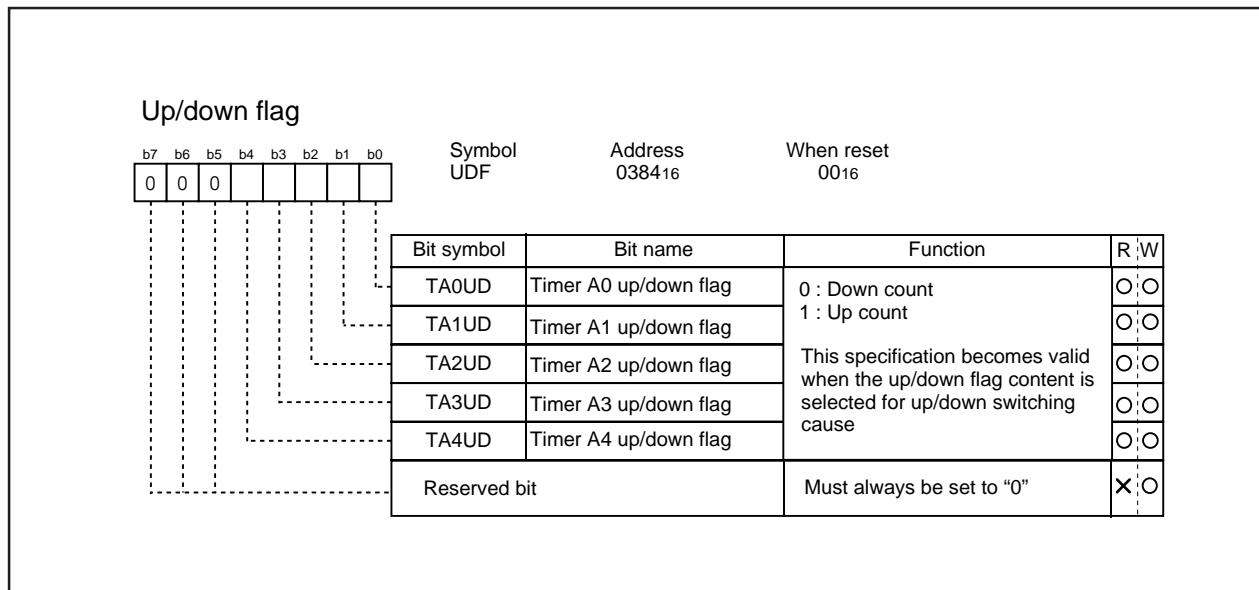 Up/down flag
b7 b6 b5 b4 b3 b2 b1 b0
0 0 0
Symbol Address When reset
UDF 038416 0016
Bit symbol Bit name Function R W
TA0UD Timer A0 up/down flag
TA1UD Timer A1 up/down flag
TA2UD Timer A2 up/down flag
TA3UD Timer A3 up/down flag
TA4UD Timer A4 up/down flag
0 : Down count
1 : Up count
This specification becomes valid
when the up/down flag content is
selected for up/down switching
cause
Reserved bit Must always be set to “0”